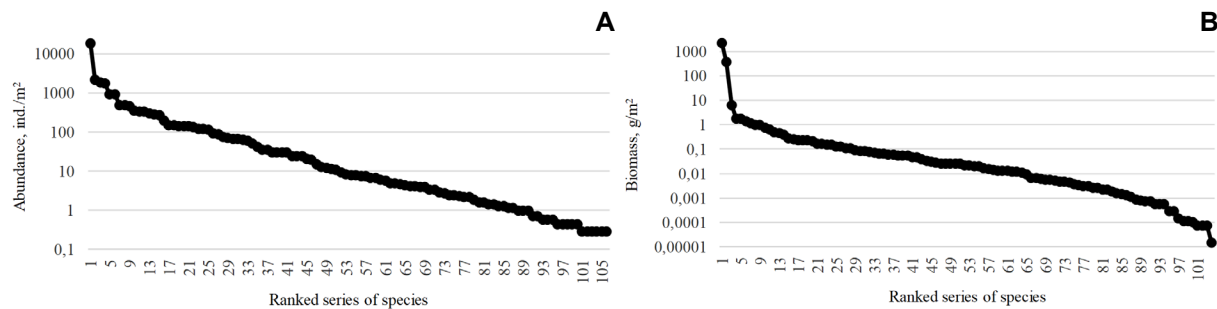 A
10000
1000
100
10
1
0,1
Abundance, ind./m²
1 5 9 13 17 21 25 29 33 37 41 45 49 53 57 61 65 69 73 77 81 85 89 93 97 101 105
Ranked series of species
B
1000
100
10
1
0,1
0,01
0,001
0,0001
0,00001
Biomass, g/m²
1 5 9 13 17 21 25 29 33 37 41 45 49 53 57 61 65 69 73 77 81 85 89 93 97 101
Ranked series of species